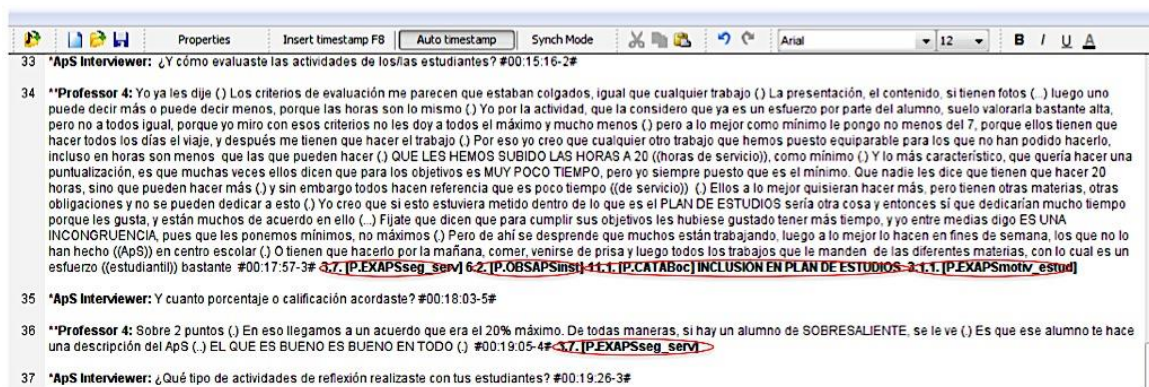 Properties Insert timestamp F8 Auto timestamp Synch Mode Arial 12 B I U A
33 *ApS Interviewer: ¿Y cómo evaluaste las actividades de los/las estudiantes? #00:15:16-2#
34 **Professor 4: Yo ya les dije (.) Los criterios de evaluación me parecen que estaban colgados, igual que cualquier trabajo (.) La presentación, el contenido, si tienen fotos (...) luego uno
puede decir más o puede decir menos, porque las horas son lo mismo (.) Yo por la actividad, que la considero que ya es un esfuerzo por parte del alumno, suelo valorarla bastante alta,
pero no a todos igual, porque yo miro con esos criterios no les doy a todos el máximo y mucho menos (.) pero a lo mejor como mínimo le pongo no menos del 7, porque ellos tienen que
hacer todos los días el viaje, y después me tienen que hacer el trabajo (.) Por eso yo creo que cualquier otro trabajo que hemos puesto equiparable para los que no han podido hacerlo,
incluso en horas son menos que las que pueden hacer (.) QUE LES HEMOS SUBIDO LAS HORAS A 20 ((horas de servicio)), como mínimo (.) Y lo más característico, que quería hacer una
puntualización, es que muchas veces ellos dicen que para los objetivos es MUY POCO TIEMPO, pero yo siempre puesto que es el mínimo. Que nadie les dice que tienen que hacer 20
horas, sino que pueden hacer más (.) y sin embargo todos hacen referencia que es poco tiempo ((de servicio)) (.) Ellos a lo mejor quisieran hacer más, pero tienen otras materias, otras
obligaciones y no se pueden dedicar a esto (.) Yo creo que si esto estuviera metido dentro de lo que es el PLAN DE ESTUDIOS sería otra cosa y entonces sí que dedicarían mucho tiempo
porque les gusta, y están muchos de acuerdo en ello (...) Fijate que dicen que para cumplir sus objetivos les hubiese gustado tener más tiempo, y yo entre medias digo ES UNA
INCONGRUENCIA, pues que les ponemos mínimos, no máximos (.) Pero de ahí se desprende que muchos están trabajando, luego a lo mejor lo hacen en fines de semana, los que no lo
han hecho ((ApS)) en centro escolar (.) O tienen que hacerlo por la mañana, comer, venirse de prisa y luego todos los trabajos que le manden de las diferentes materias, con lo cual es un
esfuerzo ((estudiantil)) bastante #00:17:57-3# 3.7. [P.EXAPSseg_serv] 6.2. [P.OBSAPSinst] 11.1. [P.CATABoc] INCLUSIÓN EN PLAN DE ESTUDIOS 3.1.1. [P.EXAPSmotiv_estud]
35 *ApS Interviewer: Y cuanto porcentaje o calificación acordaste? #00:18:03-5#
36 **Professor 4: Sobre 2 puntos (.) En eso llegamos a un acuerdo que era el 20% máximo. De todas maneras, si hay un alumno de SOBRESALIENTE, se le ve (.) Es que ese alumno te hace
una descripción del ApS (..) EL QUE ES BUENO ES BUENO EN TODO (.) #00:19:05-4# 3.7. [P.EXAPSseg_serv]
37 *ApS Interviewer: ¿Qué tipo de actividades de reflexión realizaste con tus estudiantes? #00:19:26-3#